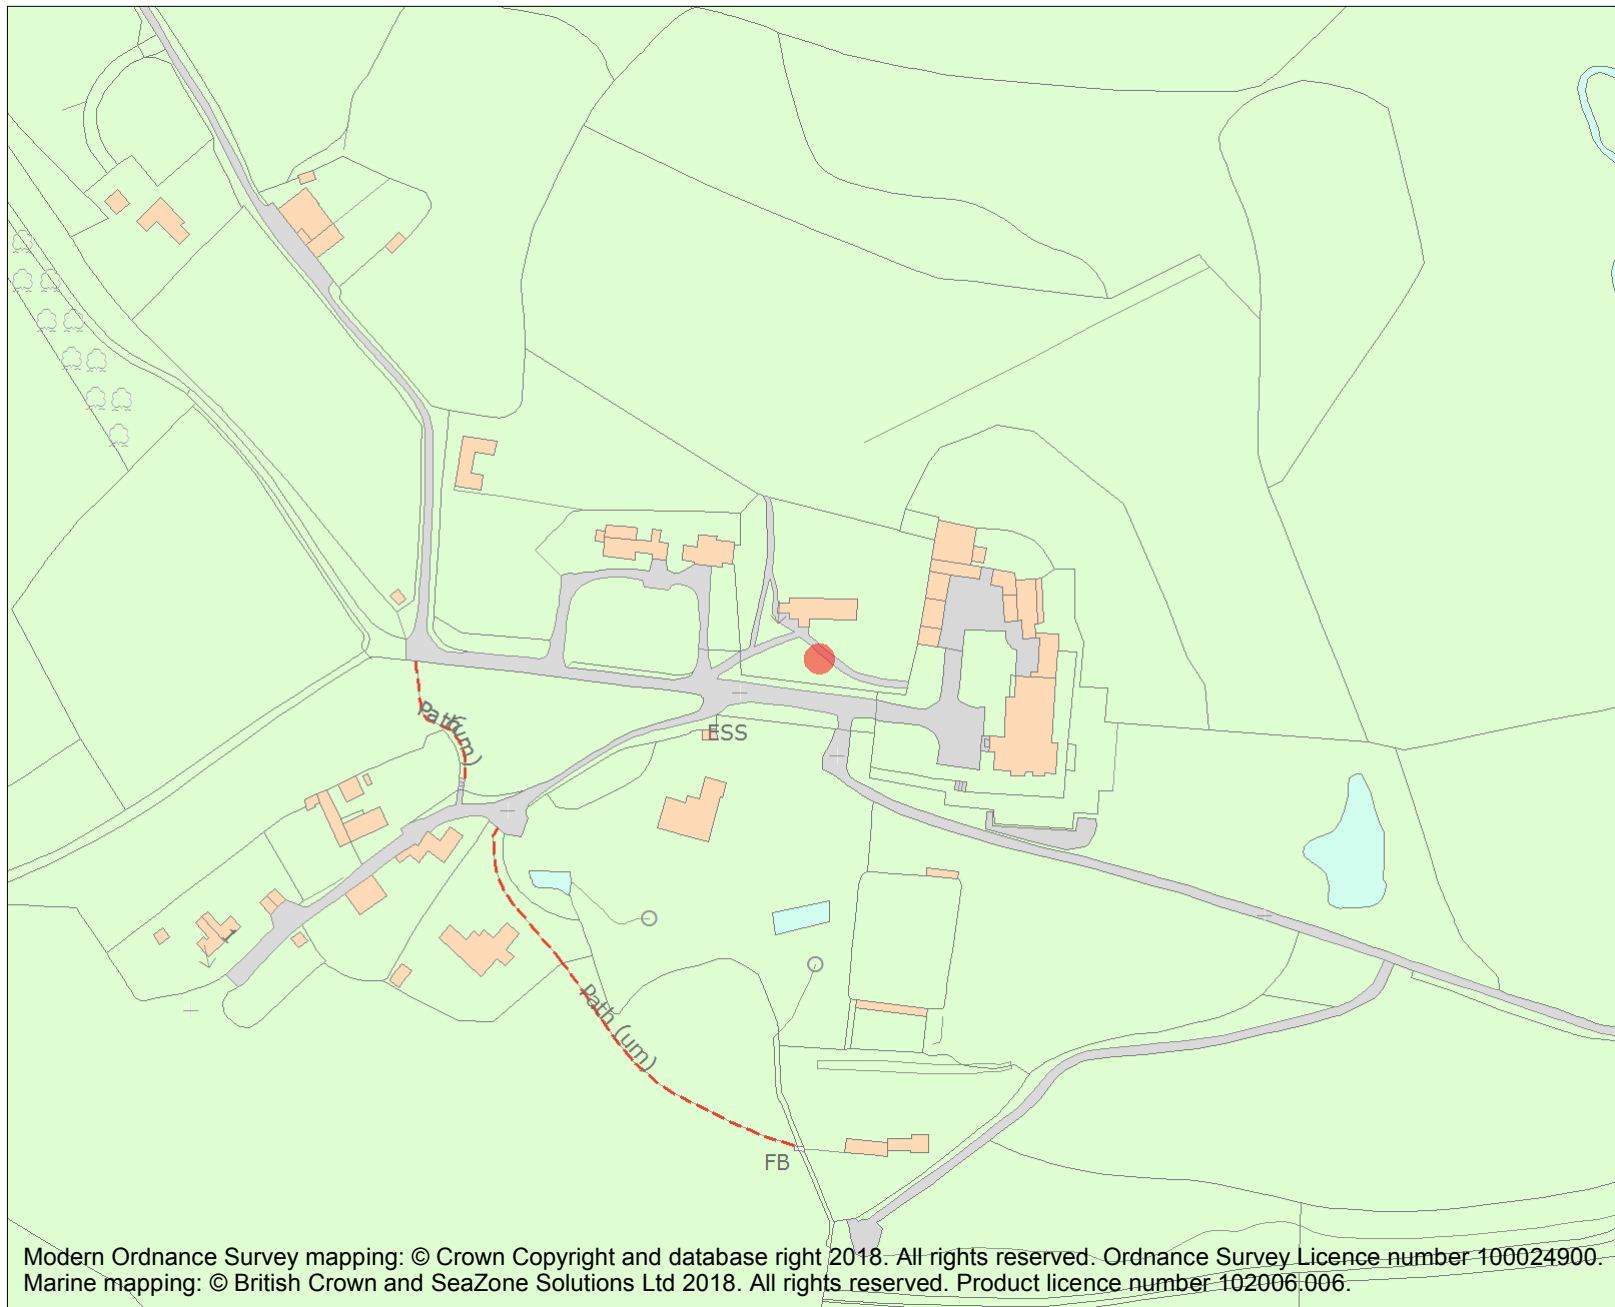 Path (um)
ESS
1
Path (um)
FB
Modern Ordnance Survey mapping: © Crown Copyright and database right 2018. All rights reserved. Ordnance Survey Licence number 100024900.
Marine mapping: © British Crown and SeaZone Solutions Ltd 2018. All rights reserved. Product licence number 102006.006.